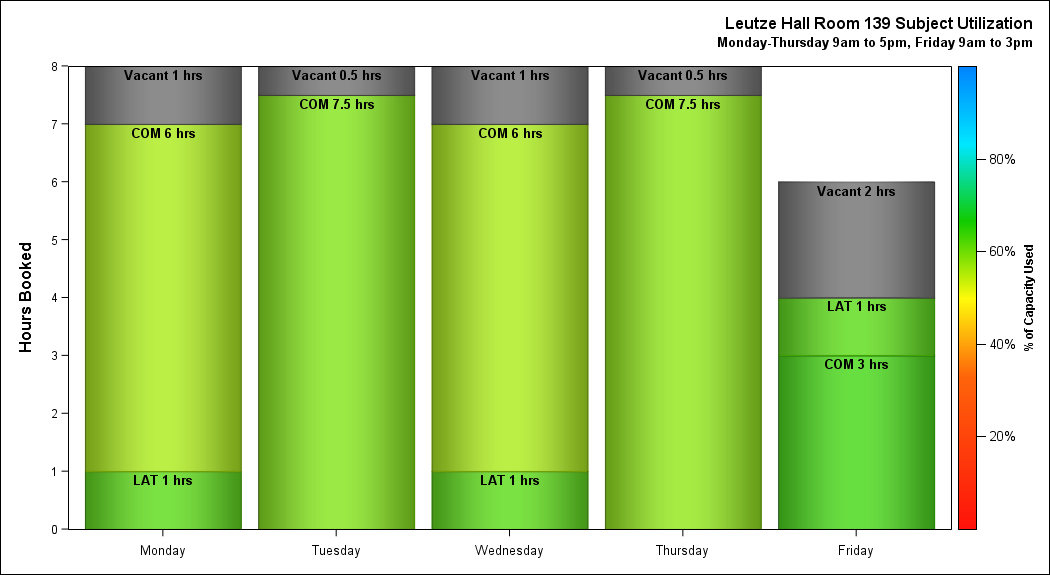 Leutze Hall Room 139 Subject Utilization
Monday-Thursday 9am to 5pm, Friday 9am to 3pm
Hours Booked
8
7
6
5
4
3
2
1
0
Vacant 1 hrs
COM 6 hrs
LAT 1 hrs
Vacant 0.5 hrs
COM 7.5 hrs
Vacant 1 hrs
COM 6 hrs
LAT 1 hrs
Vacant 0.5 hrs
COM 7.5 hrs
Vacant 2 hrs
LAT 1 hrs
COM 3 hrs
Monday
Tuesday
Wednesday
Thursday
Friday
80%
60%
40%
20%
% of Capacity Used